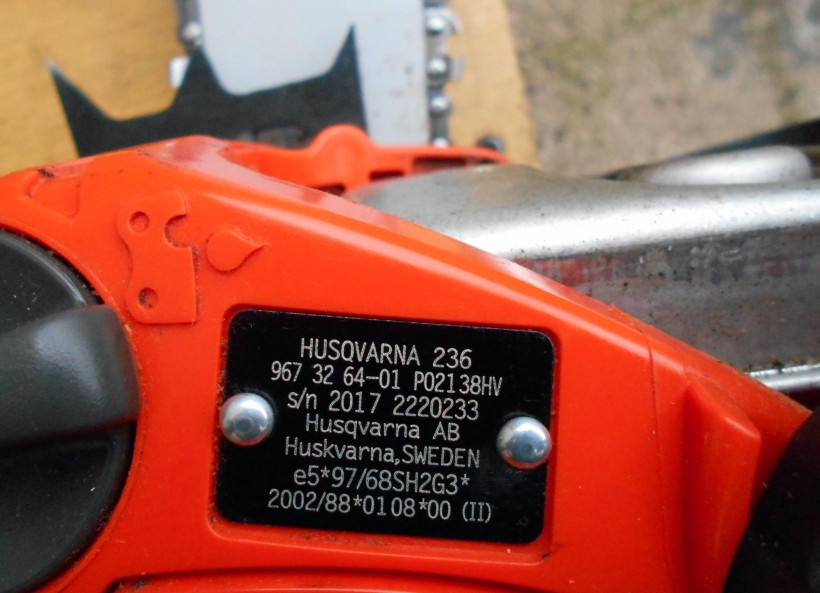 HUSQVARNA 236
967 32 64-01 P02138HV
s/n 2017 2220233
Husqvarna AB
Huskvarna,SWEDEN
e5*97/68SH2G3*
2002/88*0108*00 (II)